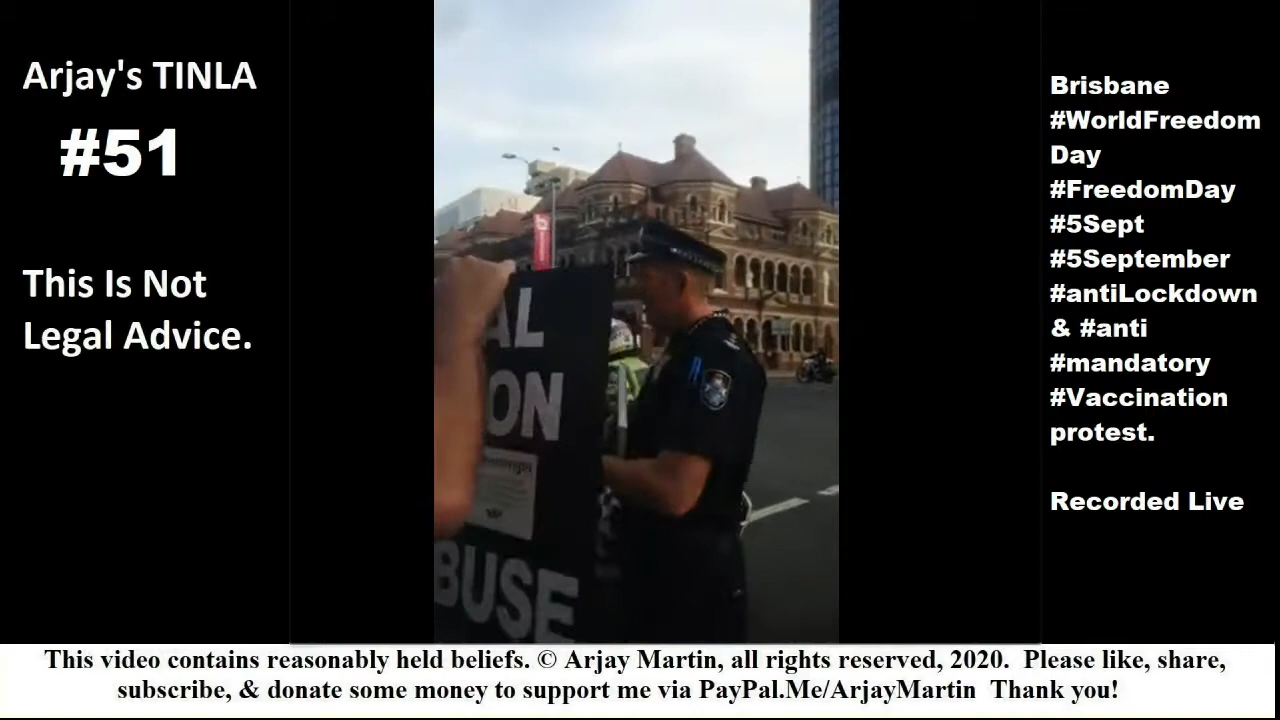 Arjay's TINLA
#51
This Is Not
Legal Advice.
AL
ON
BUSE
Brisbane
#WorldFreedom
Day
#FreedomDay
#5Sept
#5September
#antiLockdown
& #anti
#mandatory
#Vaccination
protest.
Recorded Live
This video contains reasonably held beliefs. © Arjay Martin, all rights reserved, 2020. Please like, share,
subscribe, & donate some money to support me via PayPal.Me/ArjayMartin Thank you!